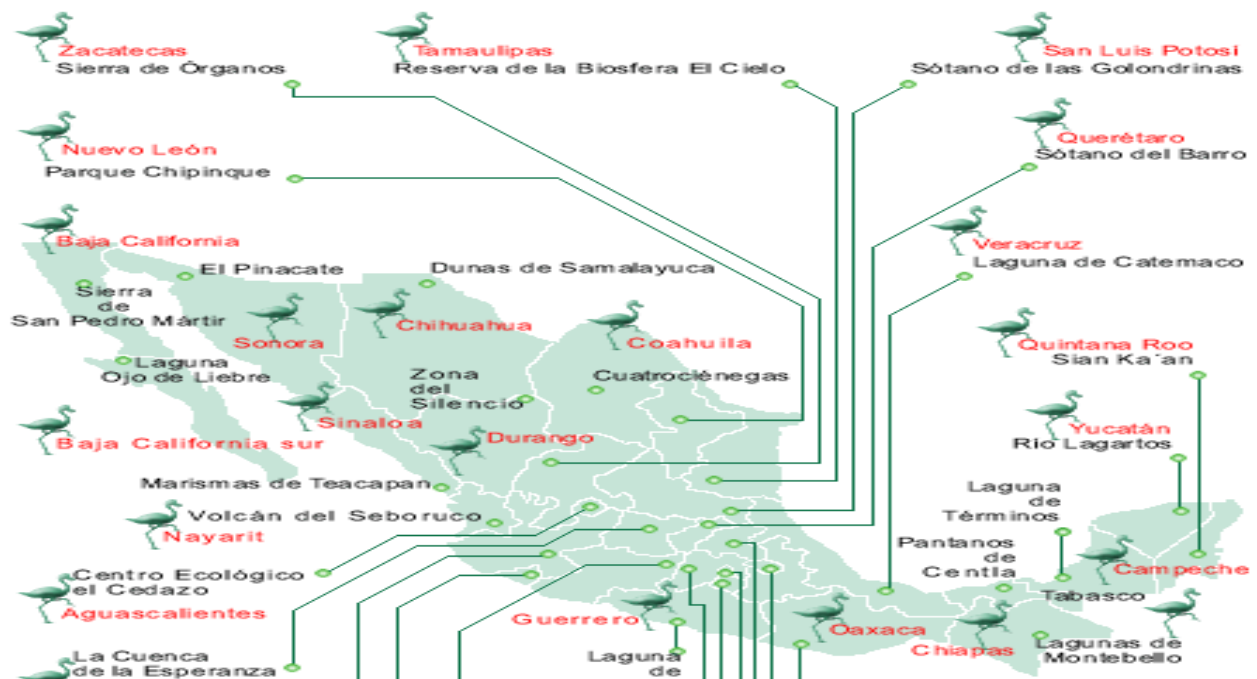 Zacatecas
Sierra de Órganos
Tamaulipas
Reserva de la Biosfera El Cielo
San Luis Potosí
Sótano de las Golondrinas
Nuevo León
Parque Chipinque
Querétaro
Sótano del Barro
Baja California
Veracruz
Laguna de Catemaco
El Pinacate
Dunas de Samalayuca
Sierra
de
San Pedro Mártir
Sonora
Chihuahua
Coahuila
Quintana Roo
Sian Ka´an
Laguna
Ojo de Liebre
Zona
del
Silencio
Cuatrociénegas
Sinaloa
Durango
Baja California sur
Yucatán
Río Lagartos
Marismas de Teacapan
Laguna
de
Términos
Volcán del Seboruco
Nayarit
Pantanos
de
Centla
Campeche
Centro Ecológico
el Cedazo
Aguascalientes
Tabasco
Guerrero
Oaxaca
Chiapas
Lagunas de
Montebello
La Cuenca
de la Esperanza
Laguna
de